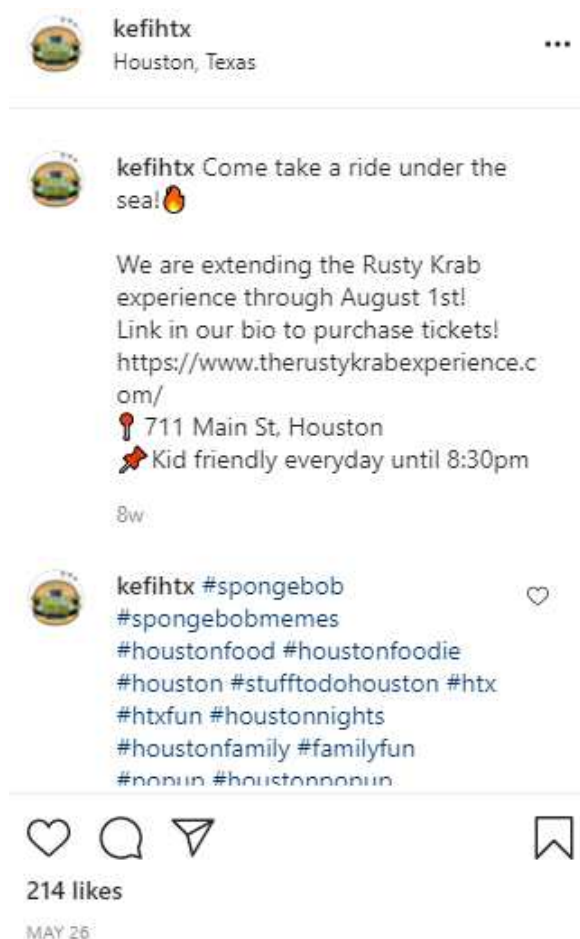 kefihtx
Houston, Texas
kefihtx Come take a ride under the
sea!🔥
We are extending the Rusty Krab
experience through August 1st!
Link in our bio to purchase tickets!
https://www.therustykrabexperience.c
om/
📍 711 Main St, Houston
📌 Kid friendly everyday until 8:30pm
8w
kefihtx #spongebob
#spongebobmemes
#houstonfood #houstonfoodie
#houston #stufftodohouston #htx
#htxfun #houstonnights
#houstonfamily #familyfun
#popup #houstonpopup
214 likes
MAY 26